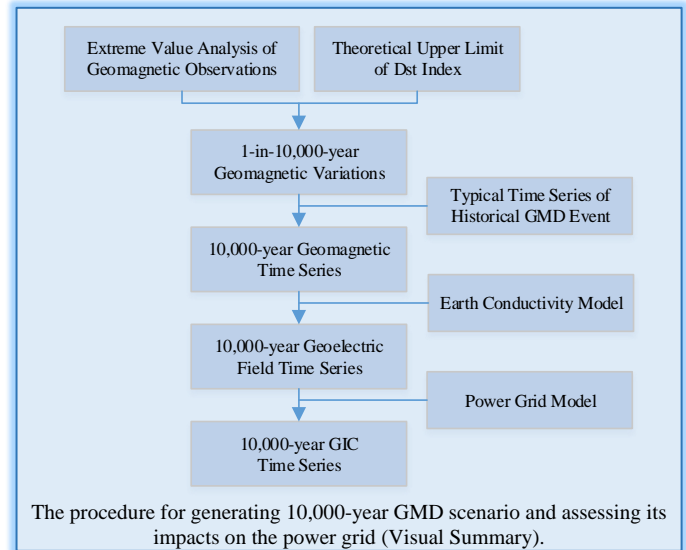 Extreme Value Analysis of
Geomagnetic Observations
Theoretical Upper Limit
of Dst Index
1-in-10,000-year
Geomagnetic Variations
Typical Time Series of
Historical GMD Event
10,000-year Geomagnetic
Time Series
Earth Conductivity Model
10,000-year Geoelectric
Field Time Series
Power Grid Model
10,000-year GIC
Time Series
The procedure for generating 10,000-year GMD scenario and assessing its
impacts on the power grid (Visual Summary).